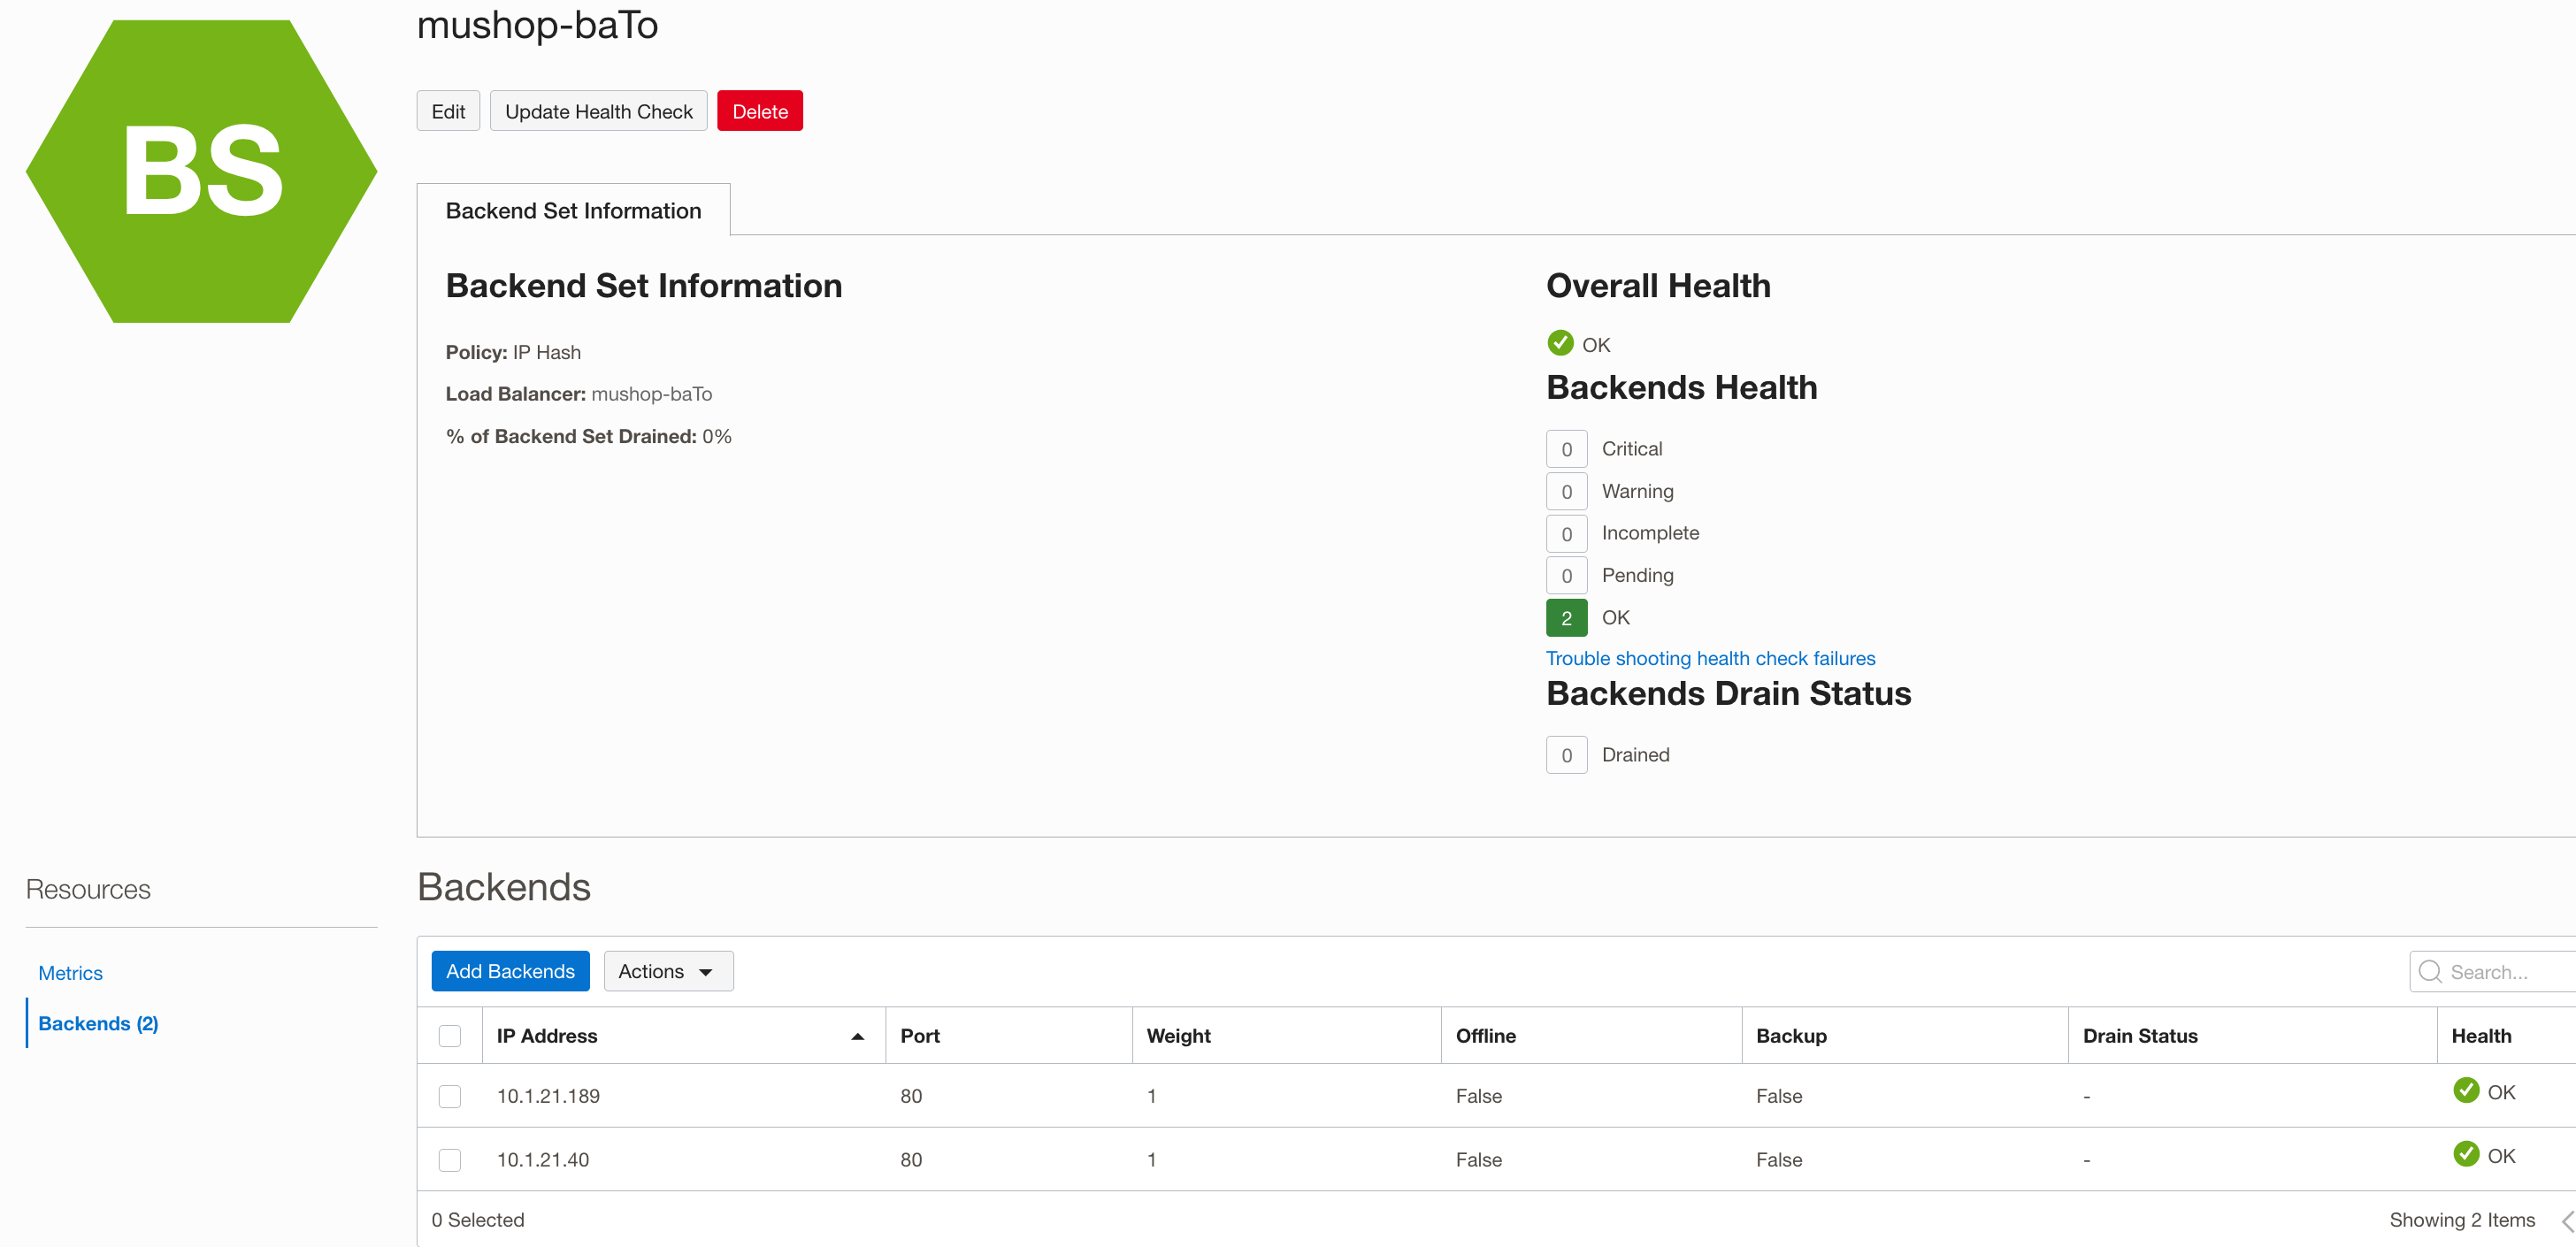 BS
mushop-baTo
Edit Update Health Check Delete
Backend Set Information
Backend Set Information
Policy: IP Hash
Load Balancer: mushop-baTo
% of Backend Set Drained: 0%
Overall Health
OK
Backends Health
0 Critical
0 Warning
0 Incomplete
0 Pending
2 OK
Trouble shooting health check failures
Backends Drain Status
0 Drained
Resources
Metrics
Backends (2)
Backends
Add Backends Actions Search...
IP Address Port Weight Offline Backup Drain Status Health
10.1.21.189 80 1 False False - OK
10.1.21.40 80 1 False False - OK
0 Selected Showing 2 Items